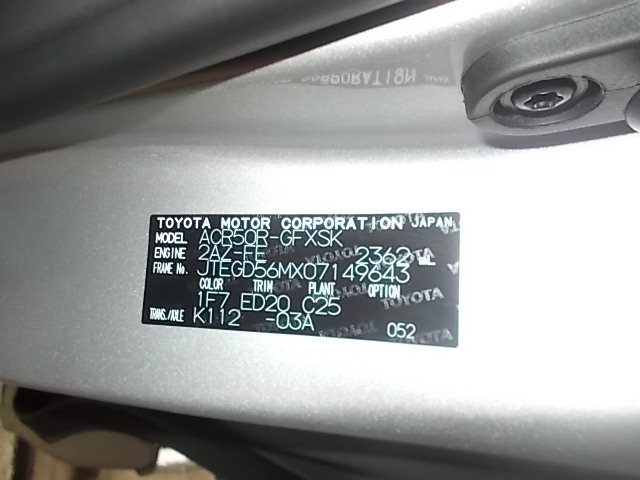 TOYOTA MOTOR CORPORATION JAPAN
MODEL ACR50R-GFXSK
ENGINE 2AZ-FE 2362 mL
FRAME No. JTEGD56MX07149643
COLOR TRIM PLANT OPTION
1F7 ED20 C25
TRANS./AXLE K112 -03A
052